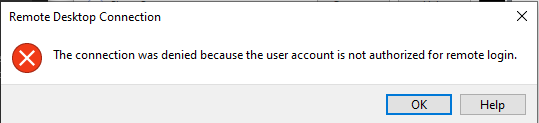 Remote Desktop Connection
The connection was denied because the user account is not authorized for remote login.
OK
Help